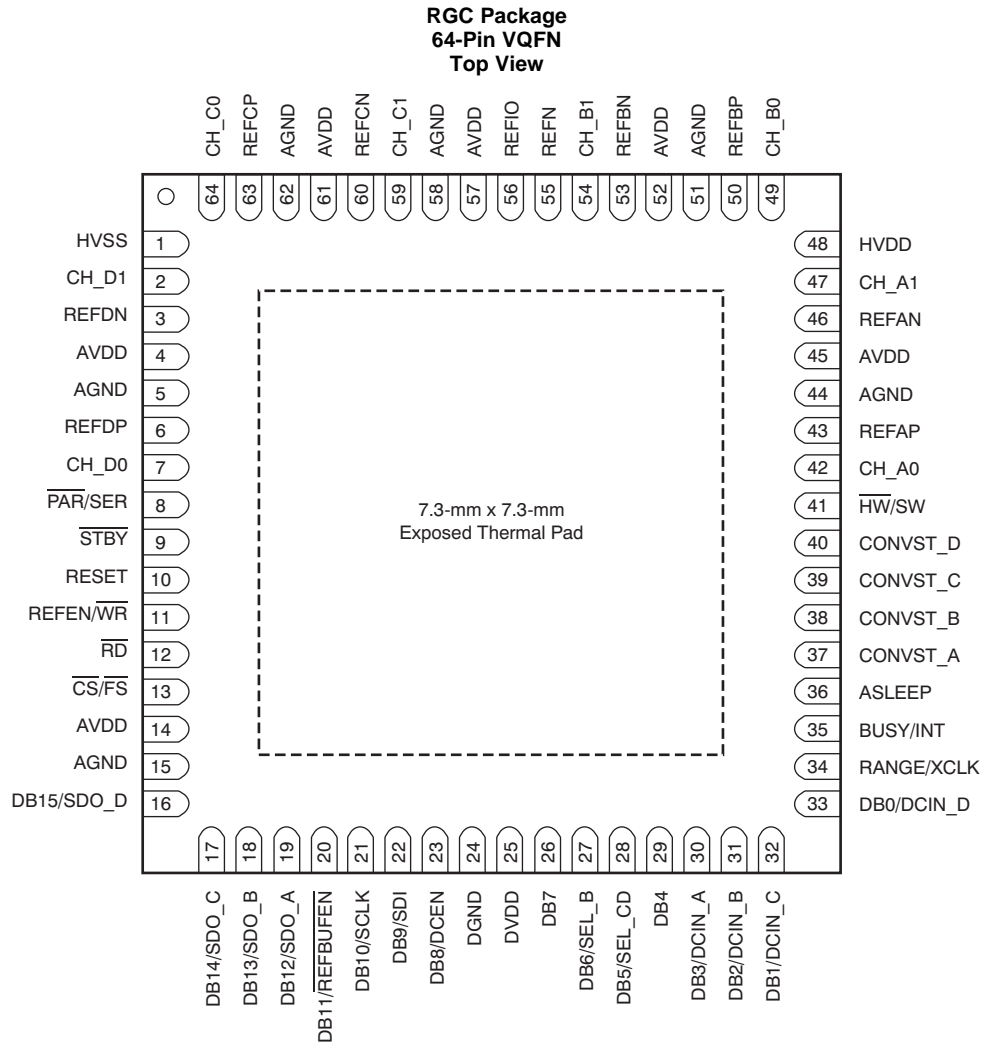 RGC Package
64-Pin VQFN
Top View
CH_C0
REFCP
AGND
AVDD
REFCN
CH_C1
AGND
AVDD
REFIO
REFN
CH_B1
REFBN
AVDD
AGND
REFBP
CH_B0
64
63
62
61
60
59
58
57
56
55
54
53
52
51
50
49
HVSS 1
CH_D1 2
REFDN 3
AVDD 4
AGND 5
REFDP 6
CH_D0 7
P̅A̅R̅/SER 8
S̅T̅B̅Y̅ 9
RESET 10
REFEN/W̅R̅ 11
R̅D̅ 12
C̅S̅/F̅S̅ 13
AVDD 14
AGND 15
DB15/SDO_D 16
48 HVDD
47 CH_A1
46 REFAN
45 AVDD
44 AGND
43 REFAP
42 CH_A0
41 H̅W̅/SW
40 CONVST_D
39 CONVST_C
38 CONVST_B
37 CONVST_A
36 ASLEEP
35 BUSY/INT
34 RANGE/XCLK
33 DB0/DCIN_D
7.3-mm x 7.3-mm
Exposed Thermal Pad
17
18
19
20
21
22
23
24
25
26
27
28
29
30
31
32
DB14/SDO_C
DB13/SDO_B
DB12/SDO_A
DB11/R̅E̅F̅B̅U̅F̅E̅N̅
DB10/SCLK
DB9/SDI
DB8/DCEN
DGND
DVDD
DB7
DB6/SEL_B
DB5/SEL_CD
DB4
DB3/DCIN_A
DB2/DCIN_B
DB1/DCIN_C